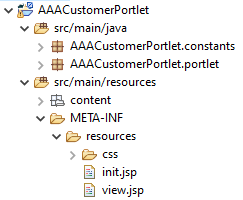 AAACustomerPortlet
src/main/java
AAACustomerPortlet.constants
AAACustomerPortlet.portlet
src/main/resources
content
META-INF
resources
css
init.jsp
view.jsp